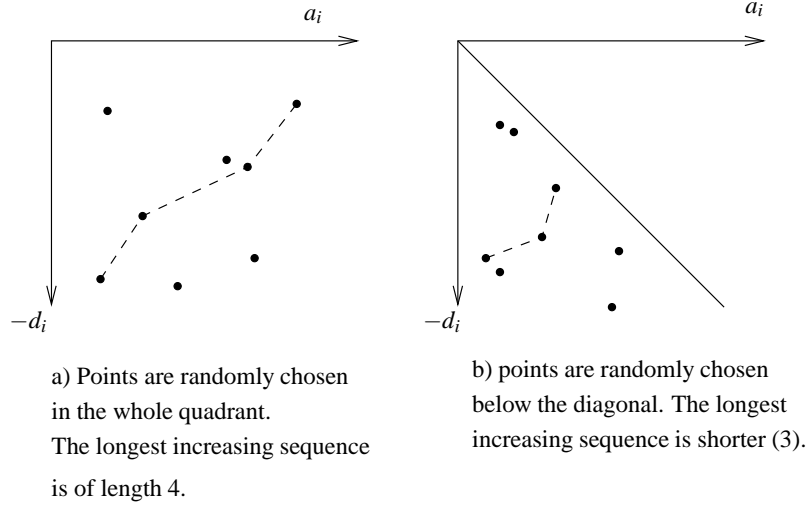 a_i
a_i
−d_i
−d_i
a) Points are randomly chosen
in the whole quadrant.
The longest increasing sequence
is of length 4.
b) points are randomly chosen
below the diagonal. The longest
increasing sequence is shorter (3).